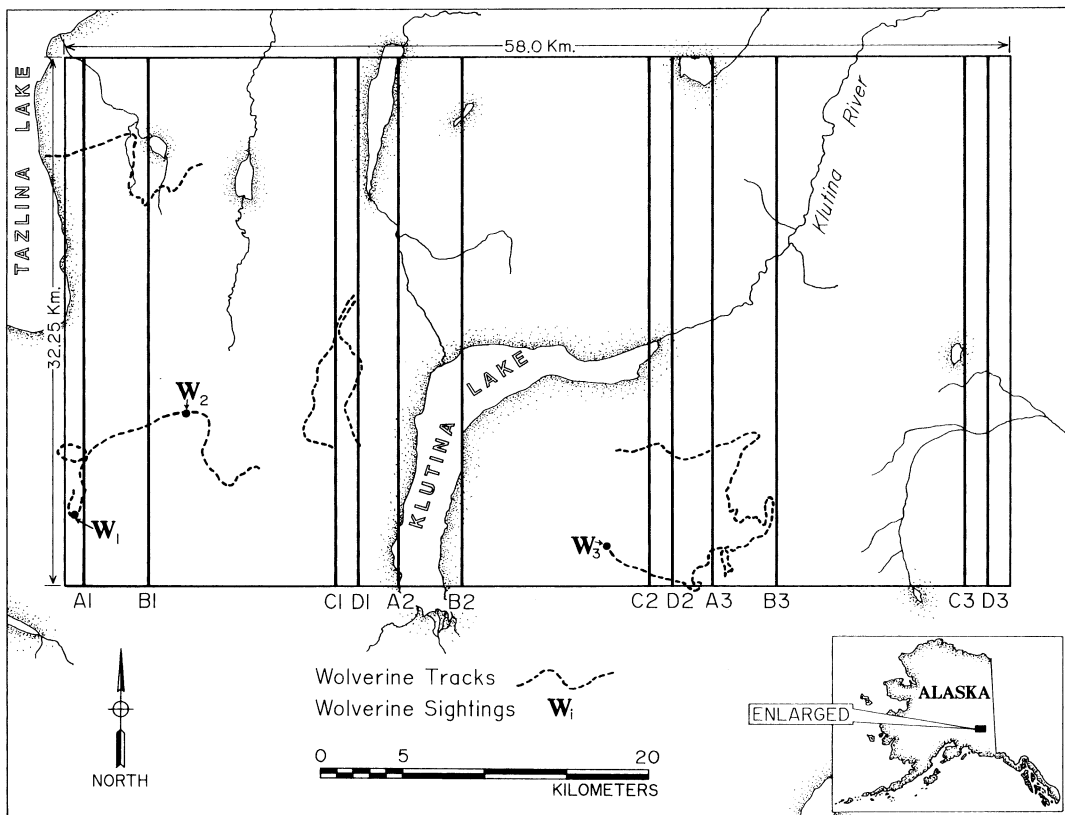 58.0 Km.
TAZLINA LAKE
32.25 Km.
Klutina River
KLUTINA LAKE
W2
W1
W3
A1 B1 C1 D1 A2 B2 C2 D2 A3 B3 C3 D3
Wolverine Tracks
Wolverine Sightings Wi
0 5 20
KILOMETERS
NORTH
ALASKA
ENLARGED